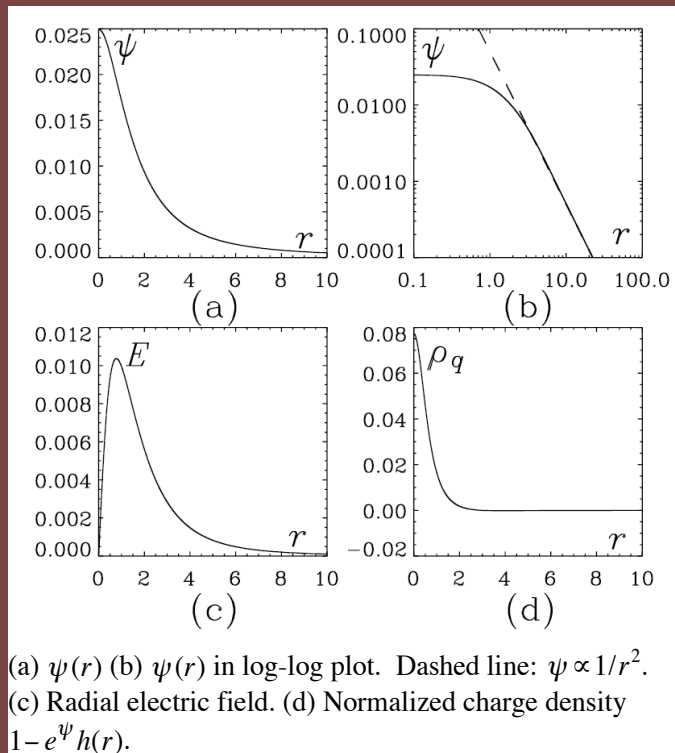 0.025
0.020
0.015
0.010
0.005
0.000
ψ
r
0 2 4 6 8 10
(a)
0.1000
0.0100
0.0010
0.0001
ψ
r
0.1 1.0 10.0 100.0
(b)
0.012
0.010
0.008
0.006
0.004
0.002
0.000
E
r
0 2 4 6 8 10
(c)
0.08
0.06
0.04
0.02
0.00
−0.02
ρq
r
0 2 4 6 8 10
(d)
(a) ψ(r) (b) ψ(r) in log-log plot. Dashed line: ψ ∝ 1/r².
(c) Radial electric field. (d) Normalized charge density
1− e^ψ h(r).